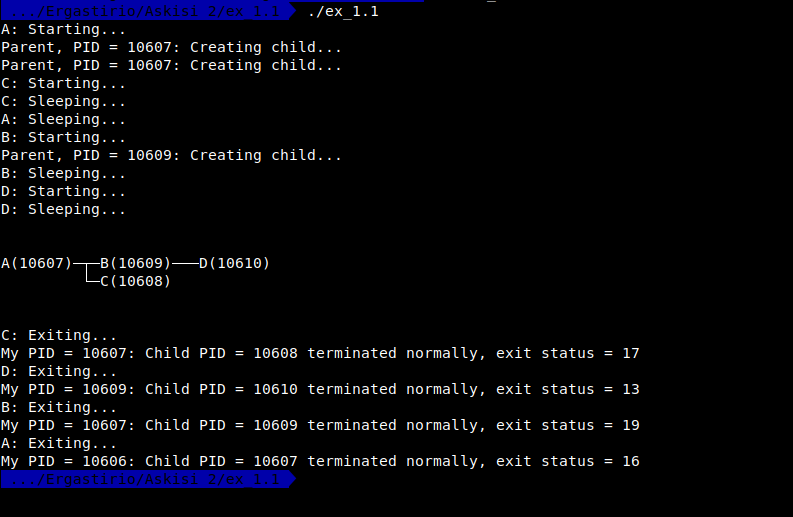 .../Ergastirio/Askisi 2/ex 1.1 ./ex_1.1
A: Starting...
Parent, PID = 10607: Creating child...
Parent, PID = 10607: Creating child...
C: Starting...
C: Sleeping...
A: Sleeping...
B: Starting...
Parent, PID = 10609: Creating child...
B: Sleeping...
D: Starting...
D: Sleeping...
A(10607)─┬─B(10609)───D(10610)
└─C(10608)
C: Exiting...
My PID = 10607: Child PID = 10608 terminated normally, exit status = 17
D: Exiting...
My PID = 10609: Child PID = 10610 terminated normally, exit status = 13
B: Exiting...
My PID = 10607: Child PID = 10609 terminated normally, exit status = 19
A: Exiting...
My PID = 10606: Child PID = 10607 terminated normally, exit status = 16
.../Ergastirio/Askisi 2/ex 1.1